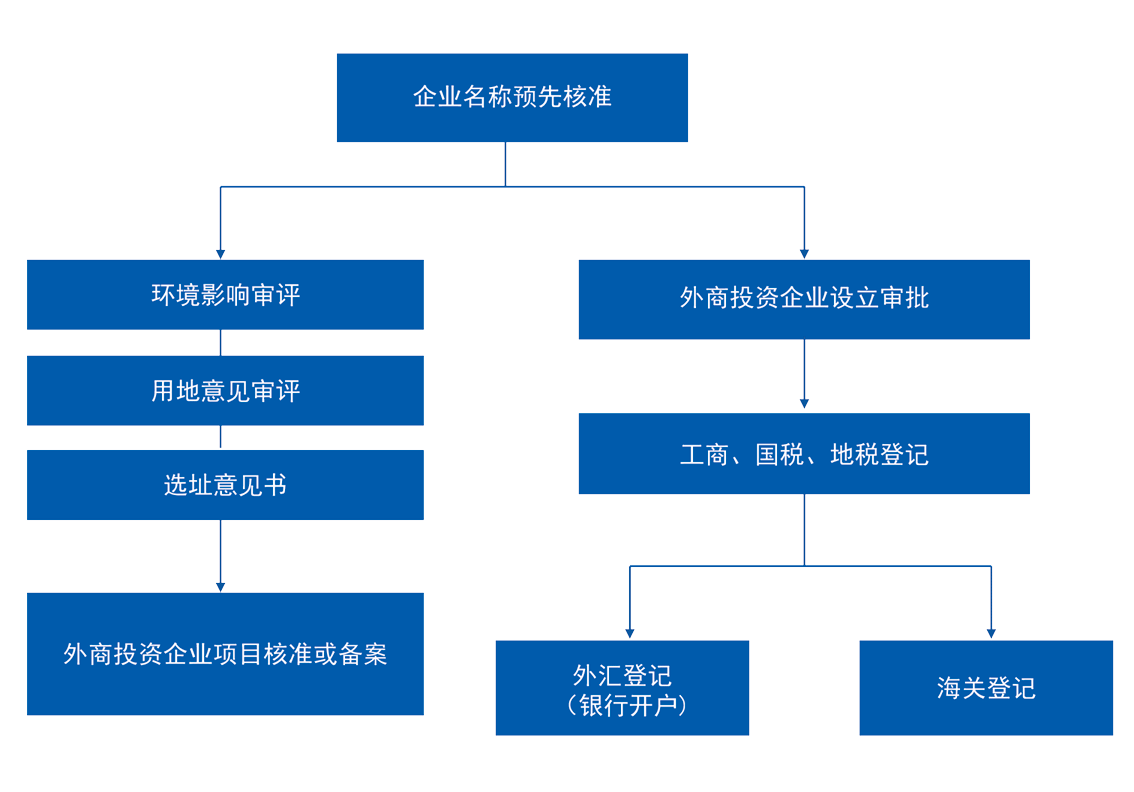 企业名称预先核准
环境影响审评
用地意见审评
选址意见书
外商投资企业项目核准或备案
外商投资企业设立审批
工商、国税、地税登记
外汇登记
（银行开户）
海关登记